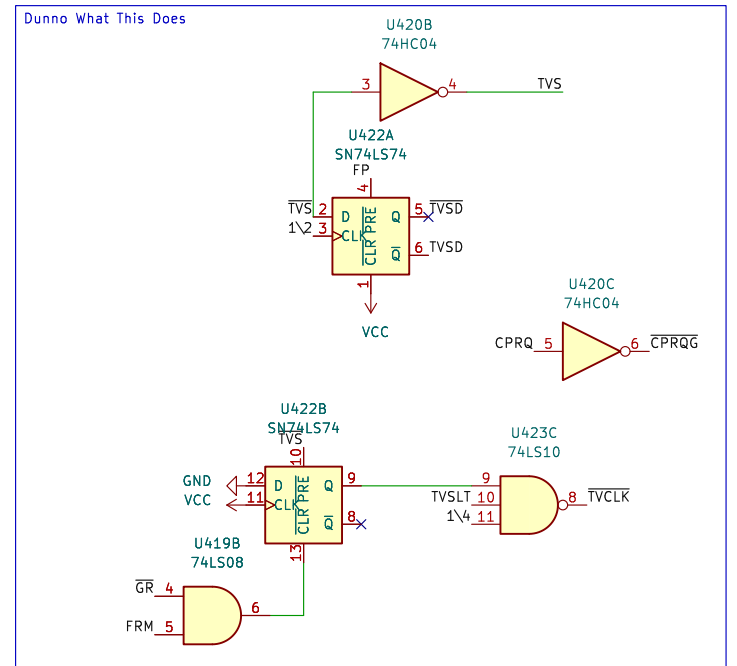 Dunno What This Does
U420B
74HC04
3
4
TVS
U422A
SN74LS74
FP
4
TVS
2
D
PRE
Q
5
TVSD
1\2
3
CLK
CLR
Q
6
TVSD
1
VCC
U420C
74HC04
CPRQ
5
6
CPRQG
U422B
SN74LS74
TVS
10
GND
12
D
PRE
Q
9
VCC
11
CLK
CLR
Q
8
13
U423C
74LS10
9
TVSLT
10
1\4
11
8
TVCLK
U419B
74LS08
GR
4
FRM
5
6